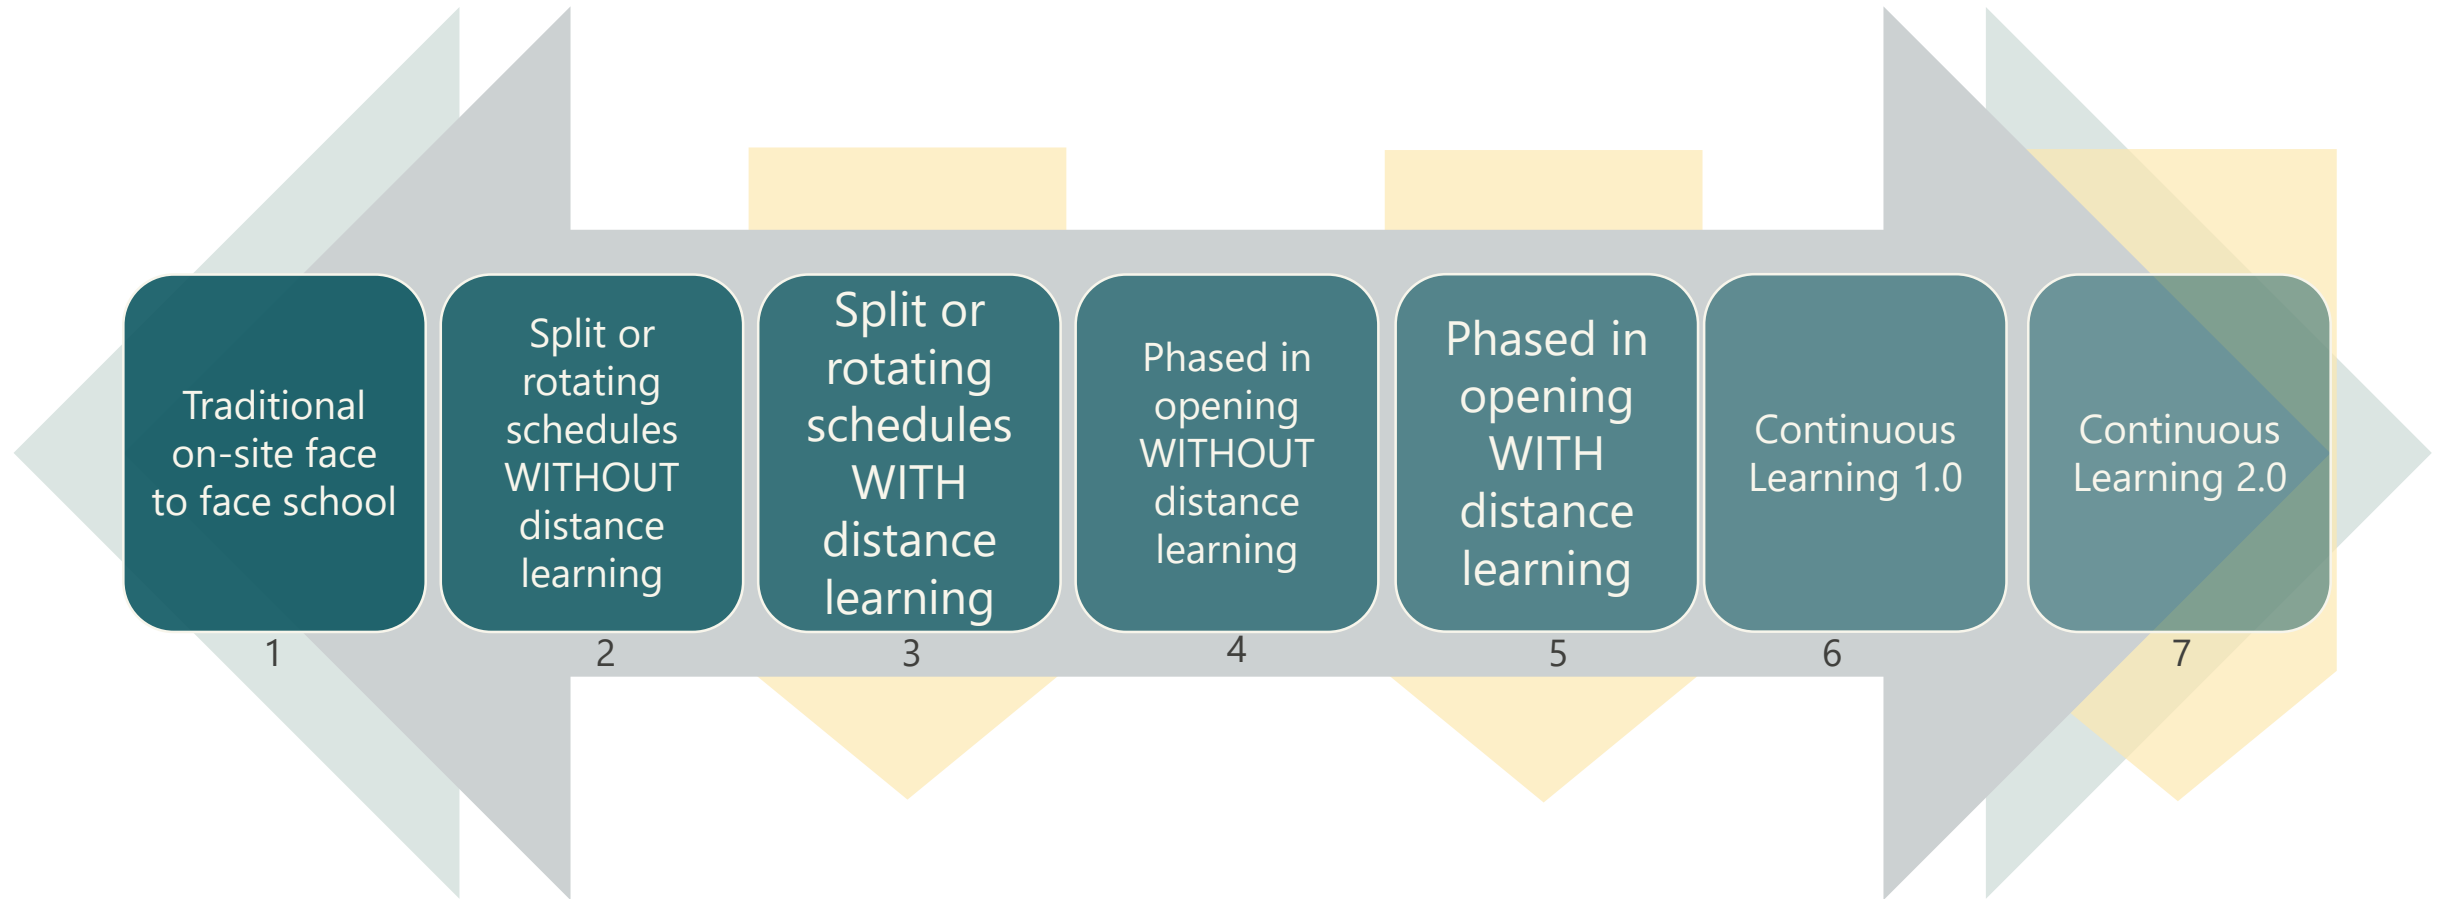 Traditional
on-site face
to face school
1
Split or
rotating
schedules
WITHOUT
distance
learning
2
Split or
rotating
schedules
WITH
distance
learning
3
Phased in
opening
WITHOUT
distance
learning
4
Phased in
opening
WITH
distance
learning
5
Continuous
Learning 1.0
6
Continuous
Learning 2.0
7